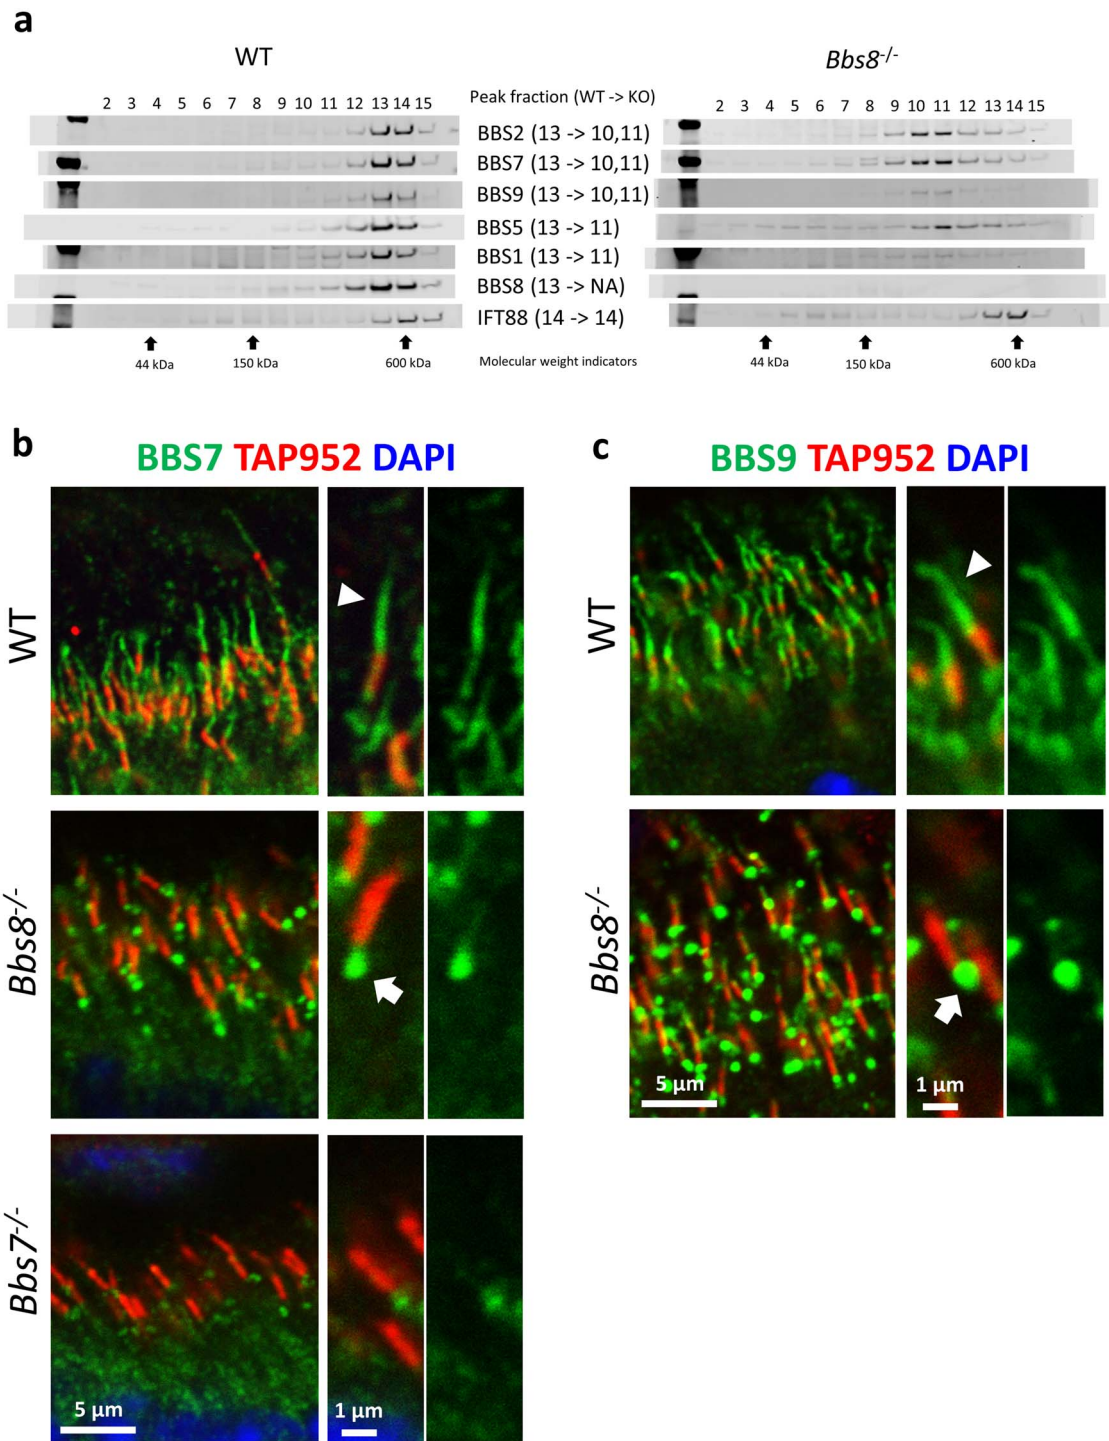 a
WT
Bbs8-/-
2 3 4 5 6 7 8 9 10 11 12 13 14 15
Peak fraction (WT -> KO)
2 3 4 5 6 7 8 9 10 11 12 13 14 15
BBS2 (13 -> 10,11)
BBS7 (13 -> 10,11)
BBS9 (13 -> 10,11)
BBS5 (13 -> 11)
BBS1 (13 -> 11)
BBS8 (13 -> NA)
IFT88 (14 -> 14)
44 kDa 150 kDa 600 kDa
Molecular weight indicators
44 kDa 150 kDa 600 kDa
b
BBS7 TAP952 DAPI
WT
Bbs8-/-
Bbs7-/-
5 µm
1 µm
c
BBS9 TAP952 DAPI
WT
Bbs8-/-
5 µm
1 µm